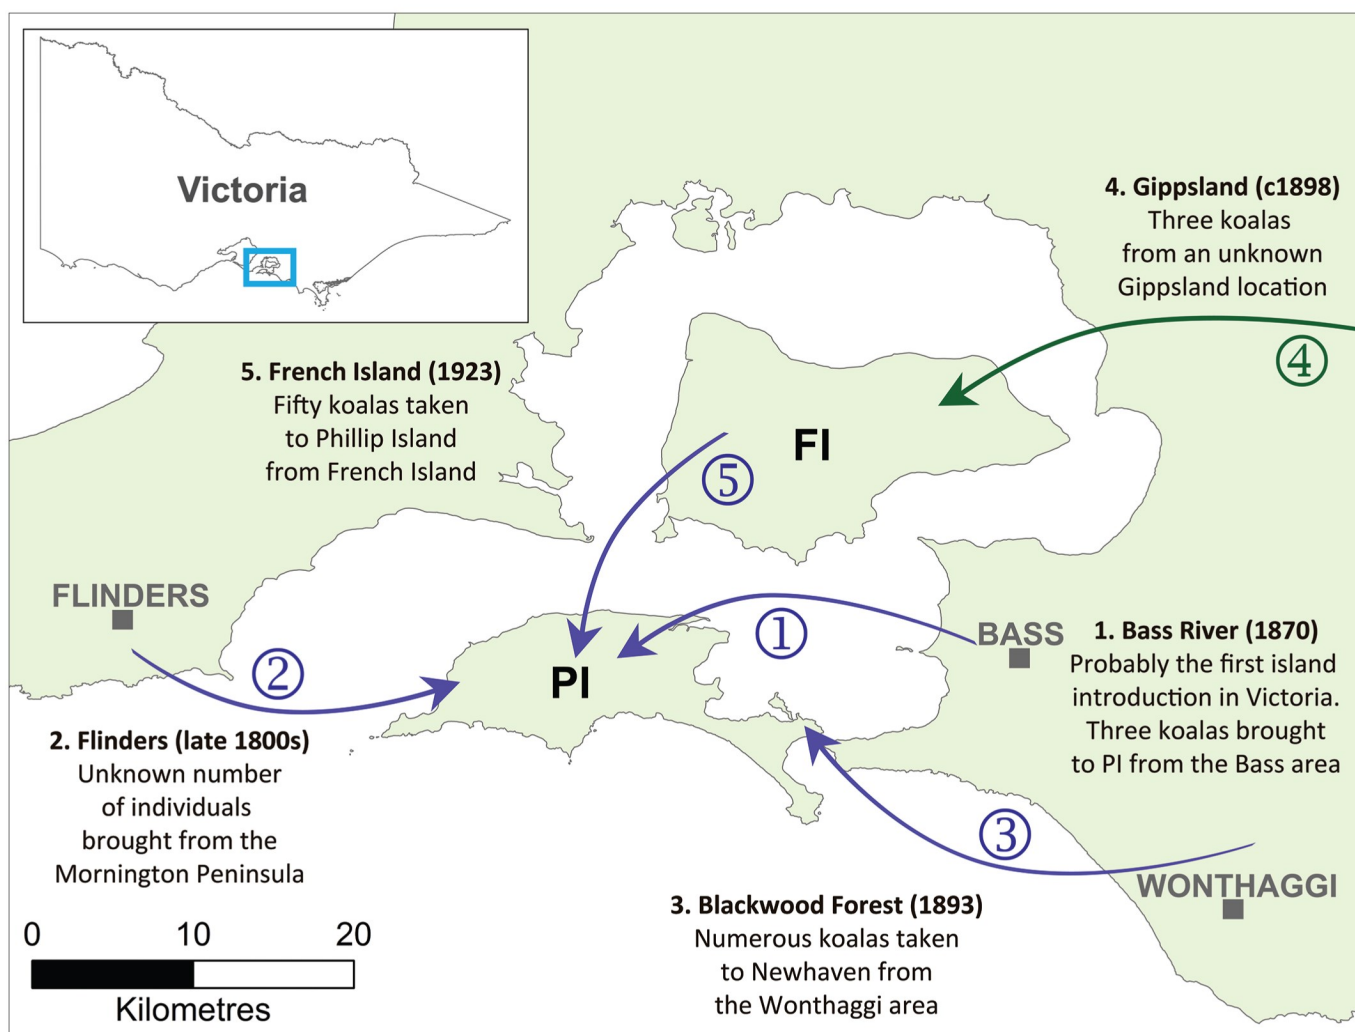 Victoria
4. Gippsland (c1898)
Three koalas
from an unknown
Gippsland location
④
5. French Island (1923)
Fifty koalas taken
to Phillip Island
from French Island
FI
⑤
FLINDERS
②
①
BASS
PI
1. Bass River (1870)
Probably the first island
introduction in Victoria.
Three koalas brought
to PI from the Bass area
2. Flinders (late 1800s)
Unknown number
of individuals
brought from the
Mornington Peninsula
③
WONTHAGGI
3. Blackwood Forest (1893)
Numerous koalas taken
to Newhaven from
the Wonthaggi area
0 10 20
Kilometres